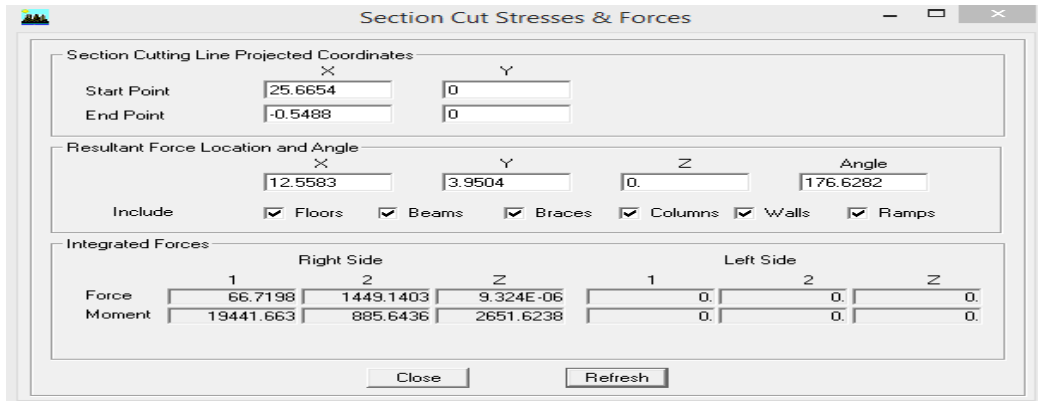 Section Cut Stresses & Forces
Section Cutting Line Projected Coordinates
X Y
Start Point 25.6654 0
End Point -0.5488 0
Resultant Force Location and Angle
X Y Z Angle
12.5583 3.9504 0. 176.6282
Include Floors Beams Braces Columns Walls Ramps
Integrated Forces
Right Side Left Side
1 2 Z 1 2 Z
Force 66.7198 1449.1403 9.324E-06 0. 0. 0.
Moment 19441.663 885.6436 2651.6238 0. 0. 0.
Close Refresh